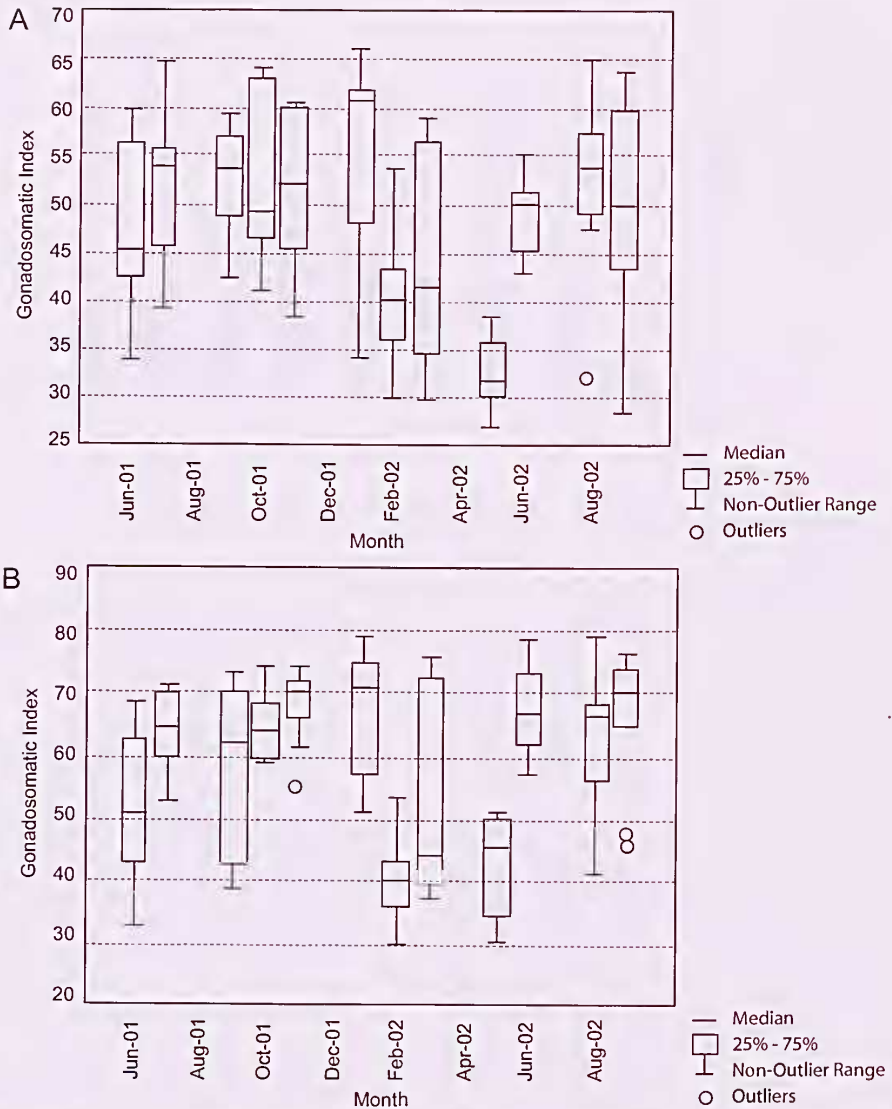 A
70
65
60
55
50
45
40
35
30
25
Gonadosomatic Index
Jun-01
Aug-01
Oct-01
Dec-01
Feb-02
Apr-02
Jun-02
Aug-02
Month
Median
25% - 75%
Non-Outlier Range
Outliers
B
90
80
70
60
50
40
30
20
Gonadosomatic Index
Jun-01
Aug-01
Oct-01
Dec-01
Feb-02
Apr-02
Jun-02
Aug-02
Month
Median
25% - 75%
Non-Outlier Range
Outliers